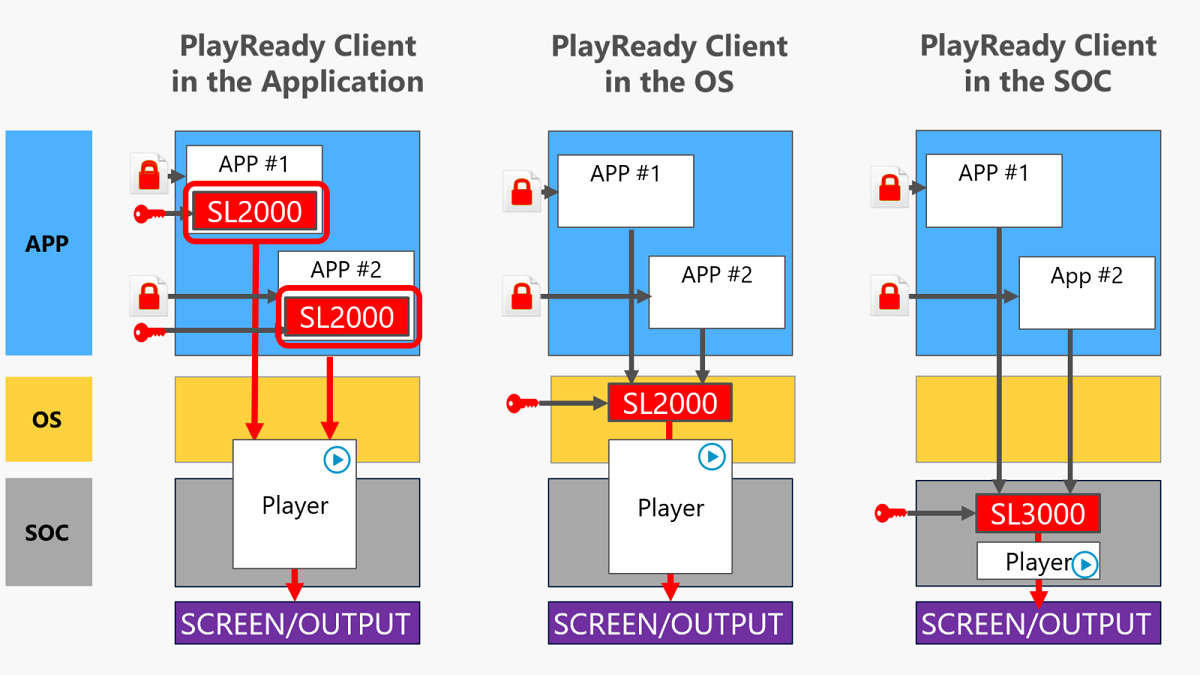 PlayReady Client
in the Application
PlayReady Client
in the OS
PlayReady Client
in the SOC
APP
OS
SOC
APP #1
SL2000
APP #2
SL2000
Player
SCREEN/OUTPUT
APP #1
APP #2
SL2000
Player
SCREEN/OUTPUT
APP #1
App #2
SL3000
Player
SCREEN/OUTPUT